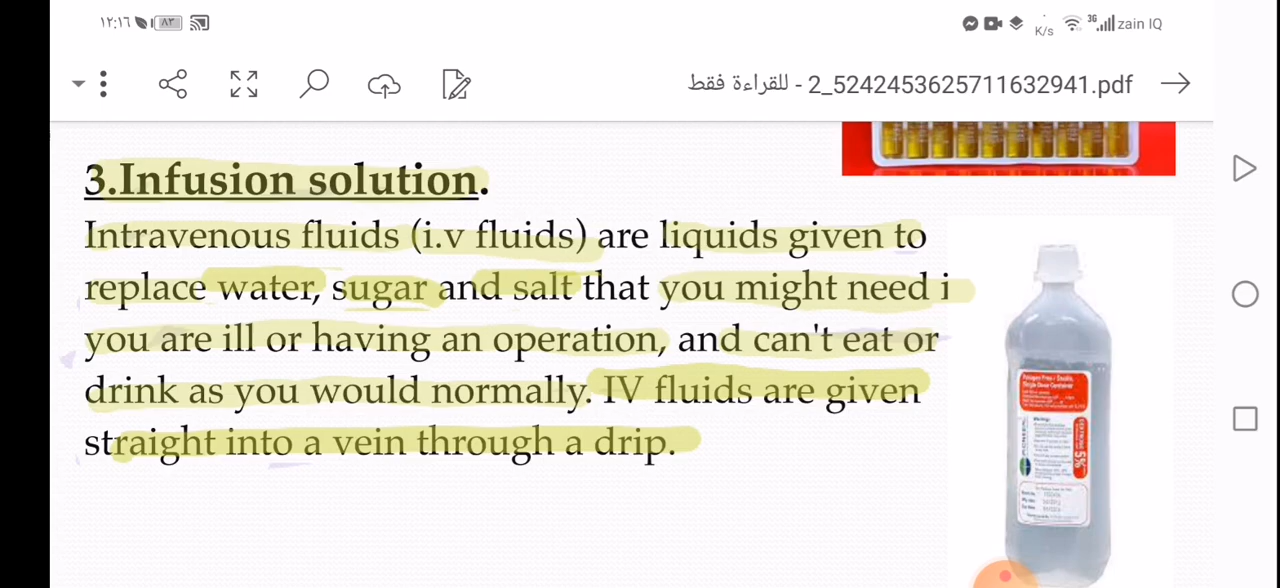 ١٢:١٦ ٨٣ K/s 3G zain IQ
2_5242453625711632941.pdf - للقراءة فقط
3.Infusion solution.
Intravenous fluids (i.v fluids) are liquids given to
replace water, sugar and salt that you might need i
you are ill or having an operation, and can't eat or
drink as you would normally. IV fluids are given
straight into a vein through a drip.
5%